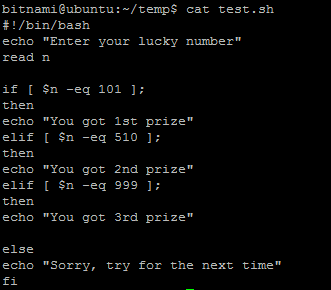 bitnami@ubuntu:~/temp$ cat test.sh
#!/bin/bash
echo "Enter your lucky number"
read n

if [ $n -eq 101 ];
then
echo "You got 1st prize"
elif [ $n -eq 510 ];
then
echo "You got 2nd prize"
elif [ $n -eq 999 ];
then
echo "You got 3rd prize"

else
echo "Sorry, try for the next time"
fi